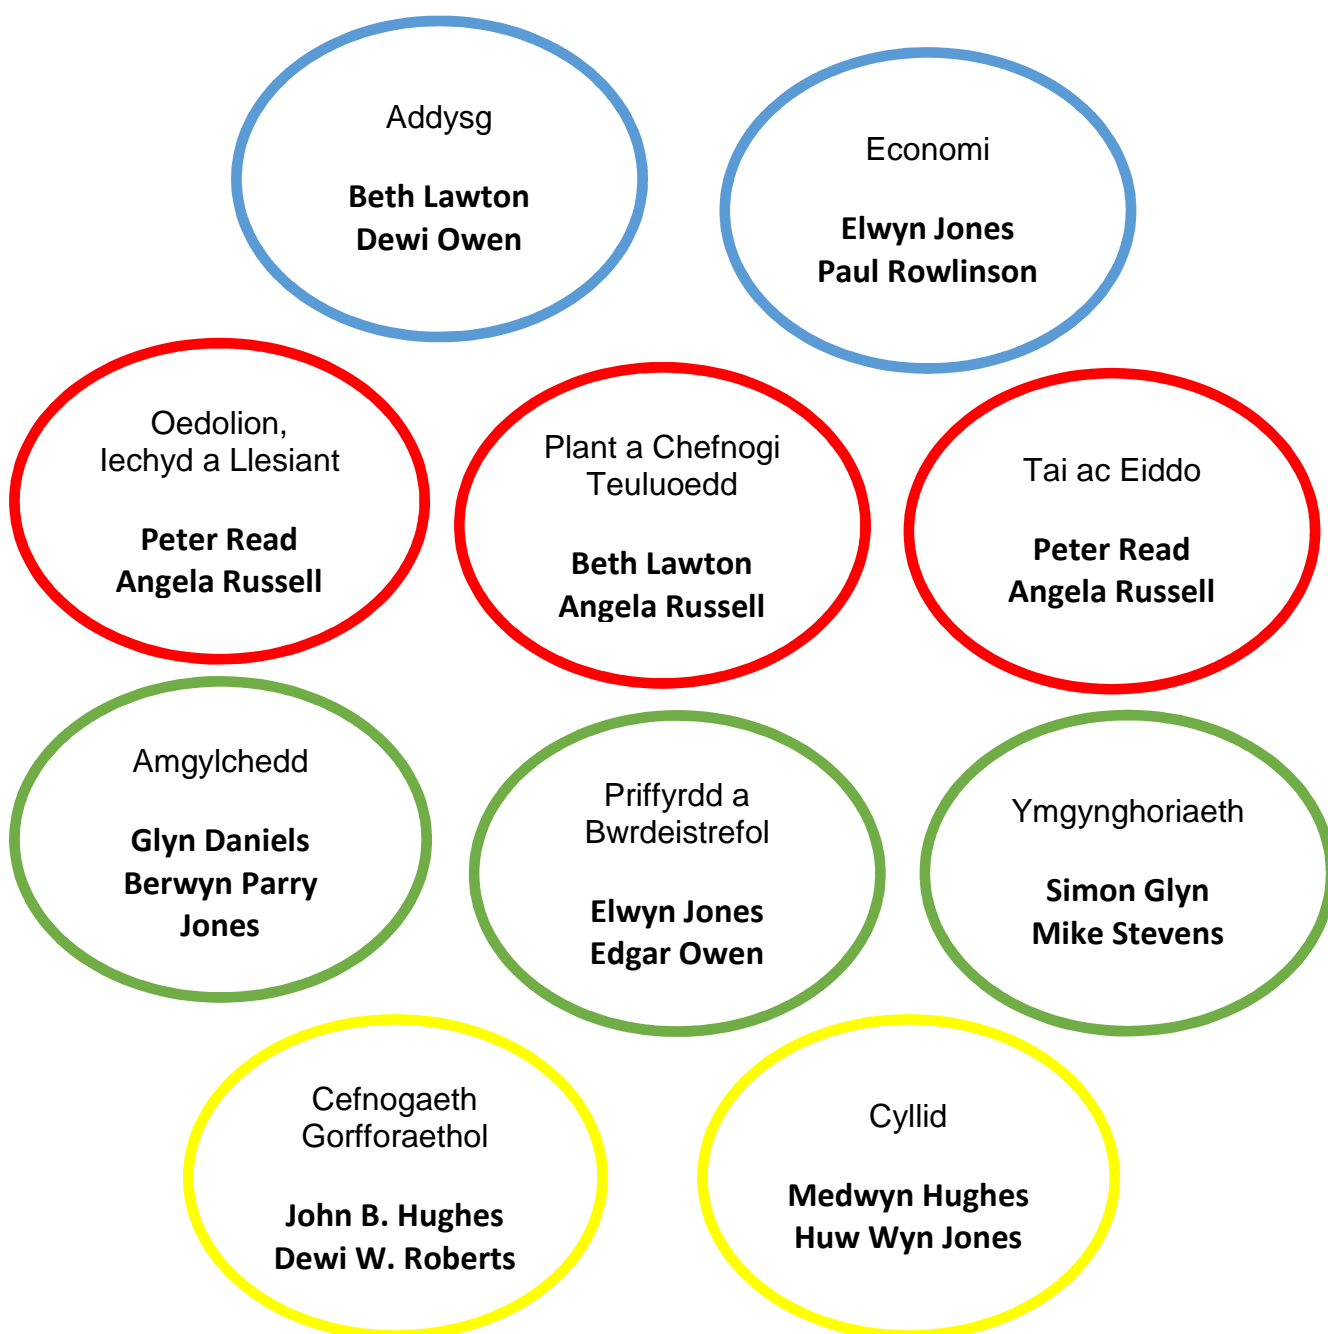 Addysg
Beth Lawton
Dewi Owen
Economi
Elwyn Jones
Paul Rowlinson
Oedolion,
Iechyd a Llesiant
Peter Read
Angela Russell
Plant a Chefnogi
Teuluoedd
Beth Lawton
Angela Russell
Tai ac Eiddo
Peter Read
Angela Russell
Amgylchedd
Glyn Daniels
Berwyn Parry
Jones
Priffyrdd a
Bwrdeistrefol
Elwyn Jones
Edgar Owen
Ymgynghoriaeth
Simon Glyn
Mike Stevens
Cefnogaeth
Gorfforaethol
John B. Hughes
Dewi W. Roberts
Cyllid
Medwyn Hughes
Huw Wyn Jones